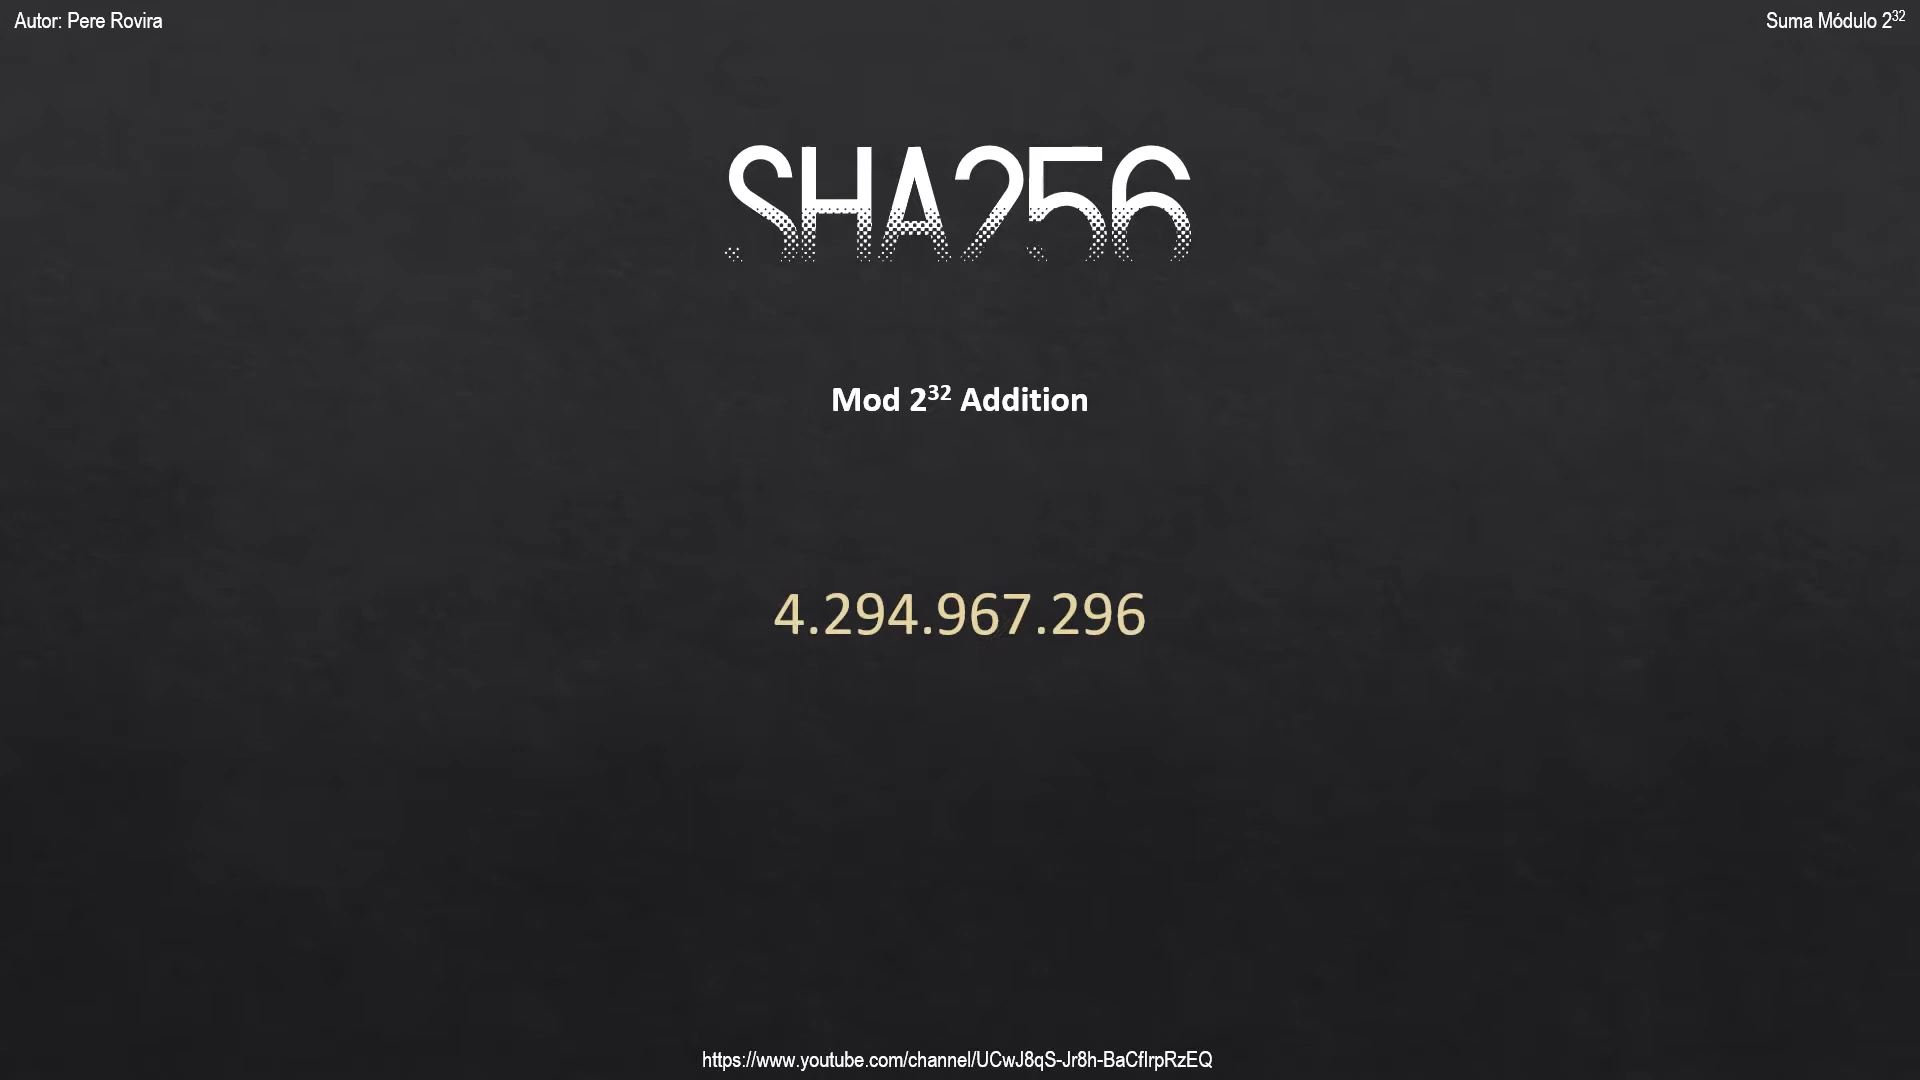 Autor: Pere Rovira
Suma Módulo 2³²
SHA256
Mod 2³² Addition
4.294.967.296
https://www.youtube.com/channel/UCwJ8qS-Jr8h-BaCfIrpRzEQ